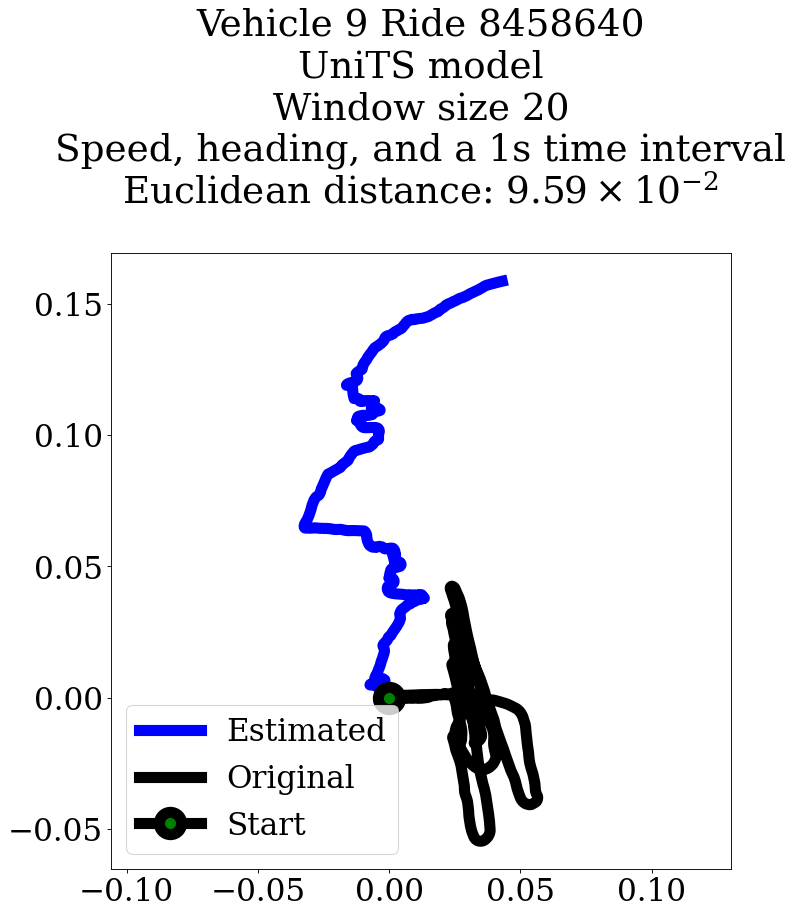 Vehicle 9 Ride 8458640
UniTS model
Window size 20
Speed, heading, and a 1s time interval
Euclidean distance: 9.59 × 10⁻²
0.15
0.10
0.05
0.00
−0.05
Estimated
Original
Start
−0.10 −0.05 0.00 0.05 0.10